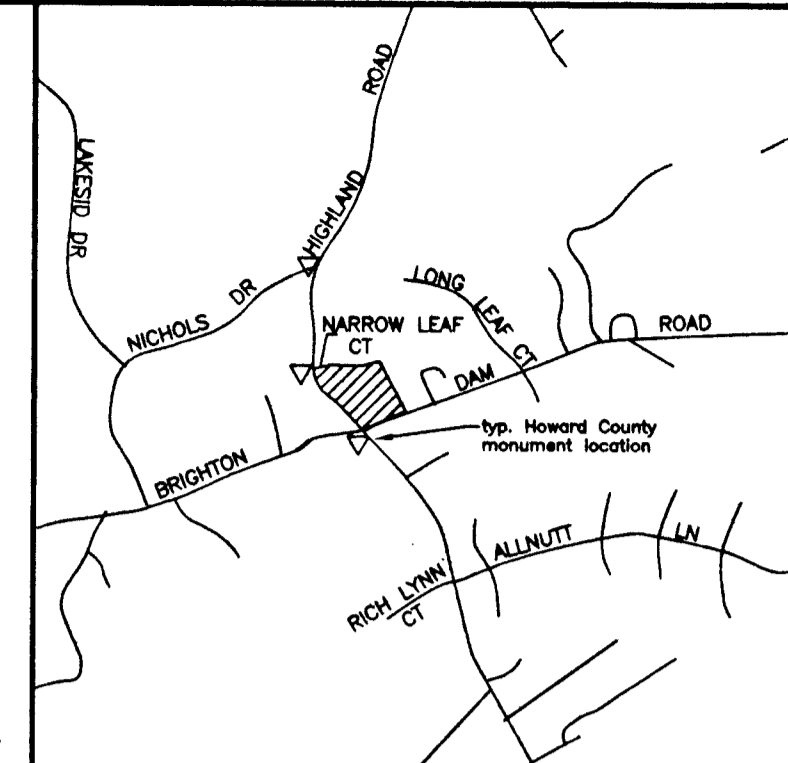 ROAD
HIGHLAND
LAKESID DR
NICHOLS DR
NARROW LEAF
CT
LONG LEAF CT
BRIGHTON DAM ROAD
typ. Howard County
monument location
ALLNUTT LN
RICH LYNN
CT